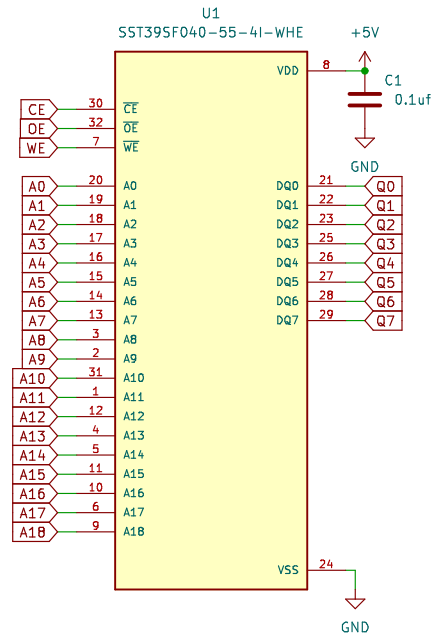 U1
SST39SF040-55-4I-WHE
+5V
VDD 8
C1
0.1uf
GND
CE 30 CE
OE 32 OE
WE 7 WE
A0 20 A0 DQ0 21 Q0
A1 19 A1 DQ1 22 Q1
A2 18 A2 DQ2 23 Q2
A3 17 A3 DQ3 25 Q3
A4 16 A4 DQ4 26 Q4
A5 15 A5 DQ5 27 Q5
A6 14 A6 DQ6 28 Q6
A7 13 A7 DQ7 29 Q7
A8 3 A8
A9 2 A9
A10 31 A10
A11 1 A11
A12 12 A12
A13 4 A13
A14 5 A14
A15 11 A15
A16 10 A16
A17 6 A17
A18 9 A18
VSS 24
GND